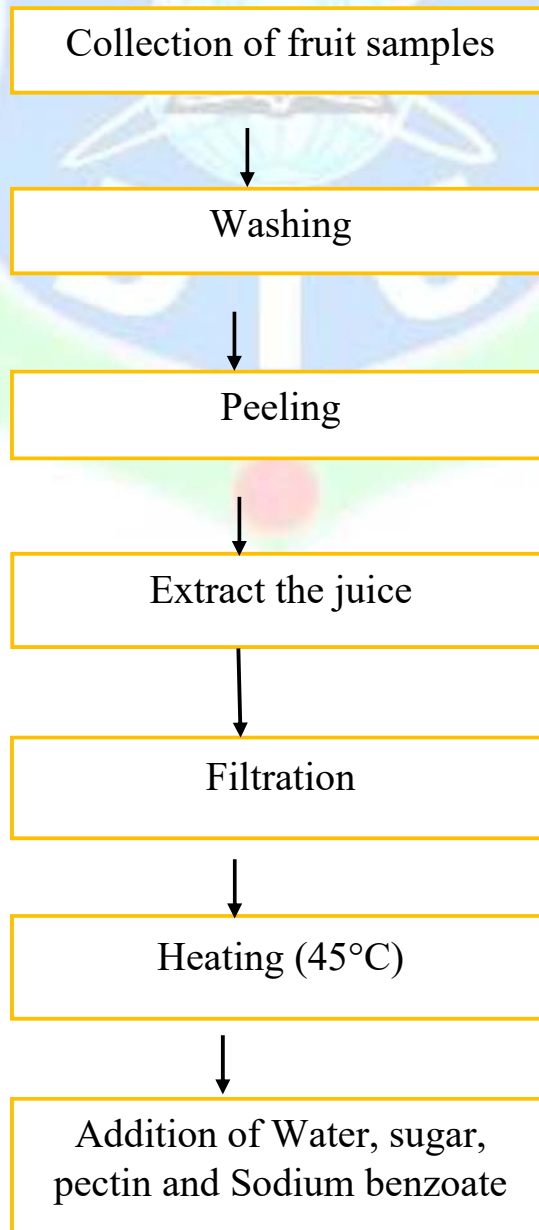 Collection of fruit samples
Washing
Peeling
Extract the juice
Filtration
Heating (45°C)
Addition of Water, sugar,
pectin and Sodium benzoate